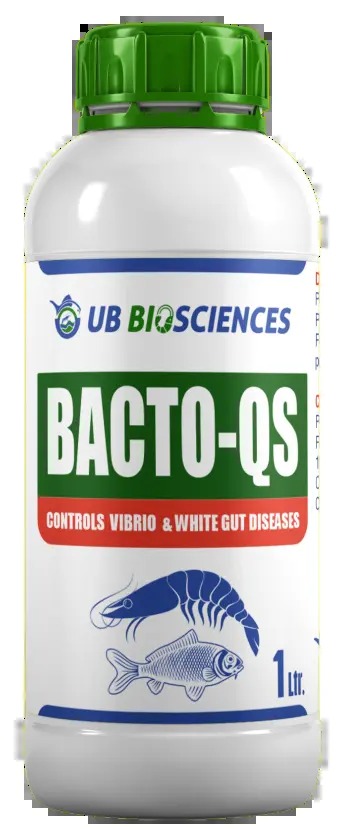 UB BIOSCIENCES
BACTO-QS
CONTROLS VIBRIO & WHITE GUT DISEASES
1 Ltr.